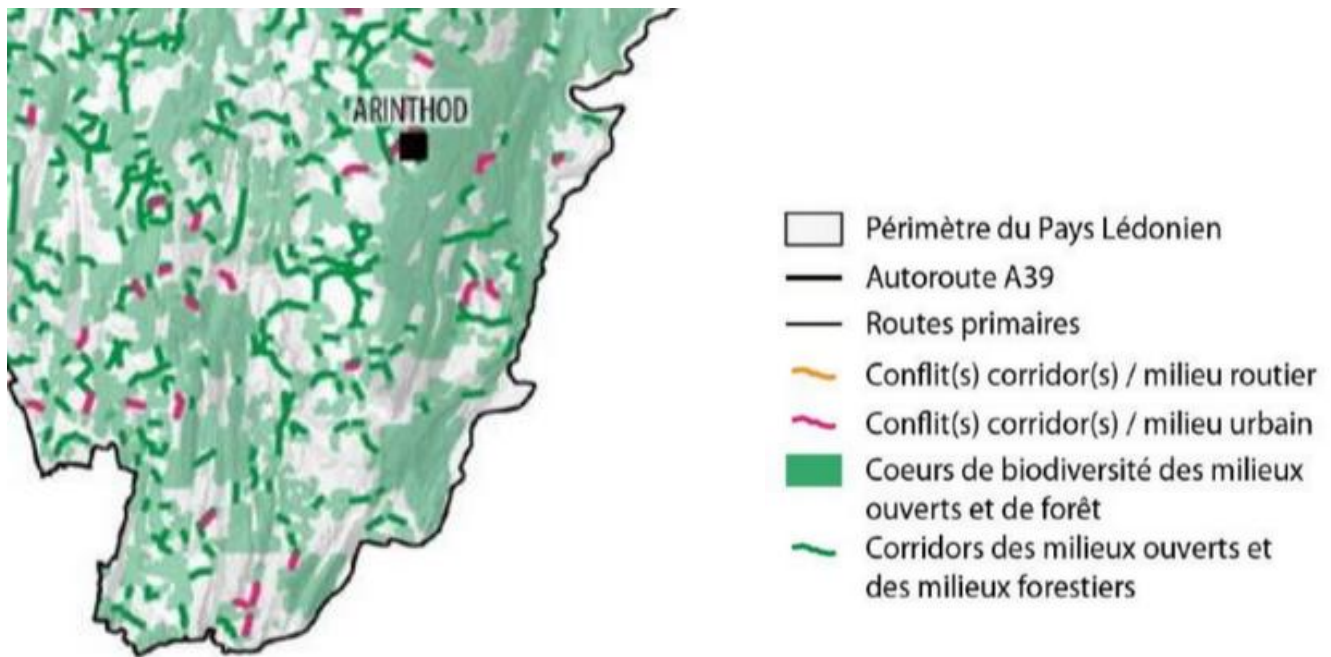 ARINTHOD
Périmètre du Pays Lédonien
Autoroute A39
Routes primaires
Conflit(s) corridor(s) / milieu routier
Conflit(s) corridor(s) / milieu urbain
Coeurs de biodiversité des milieux
ouverts et de forêt
Corridors des milieux ouverts et
des milieux forestiers